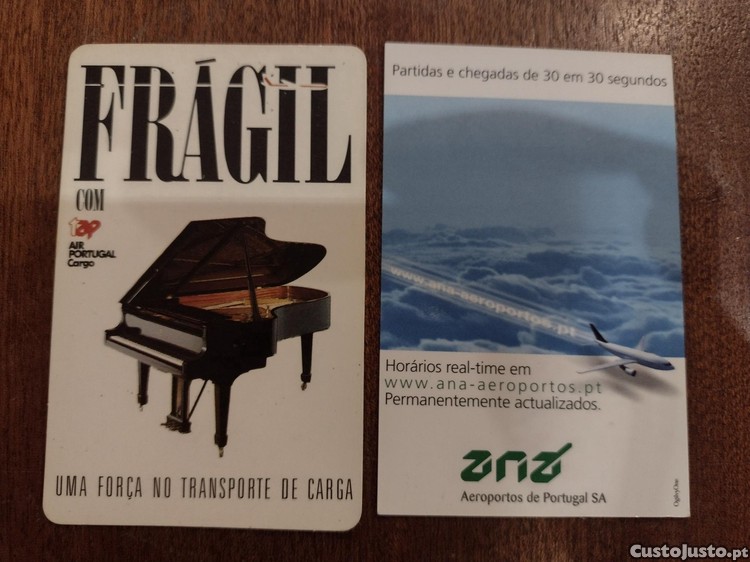 FRÁGIL
COM
tap
AIR
PORTUGAL
Cargo
UMA FORÇA NO TRANSPORTE DE CARGA
Partidas e chegadas de 30 em 30 segundos
www.ana-aeroportos.pt
Horários real-time em
www.ana-aeroportos.pt
Permanentemente actualizados.
ana
Aeroportos de Portugal SA
OgilvyOne
CustoJusto.pt